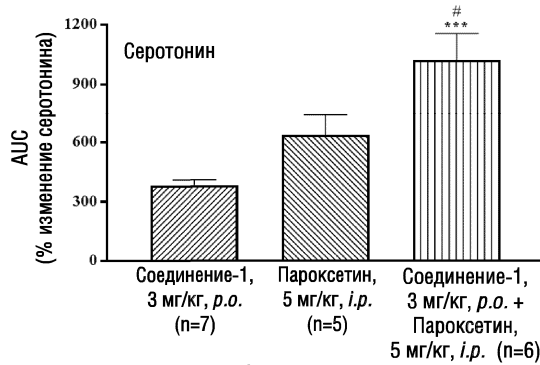 1200
900
600
300
0
AUC
(% изменение серотонина)
Серотонин
#
***
Соединение-1,
3 мг/кг, p.o.
(n=7)
Пароксетин,
5 мг/кг, i.p.
(n=5)
Соединение-1,
3 мг/кг, p.o. +
Пароксетин,
5 мг/кг, i.p. (n=6)